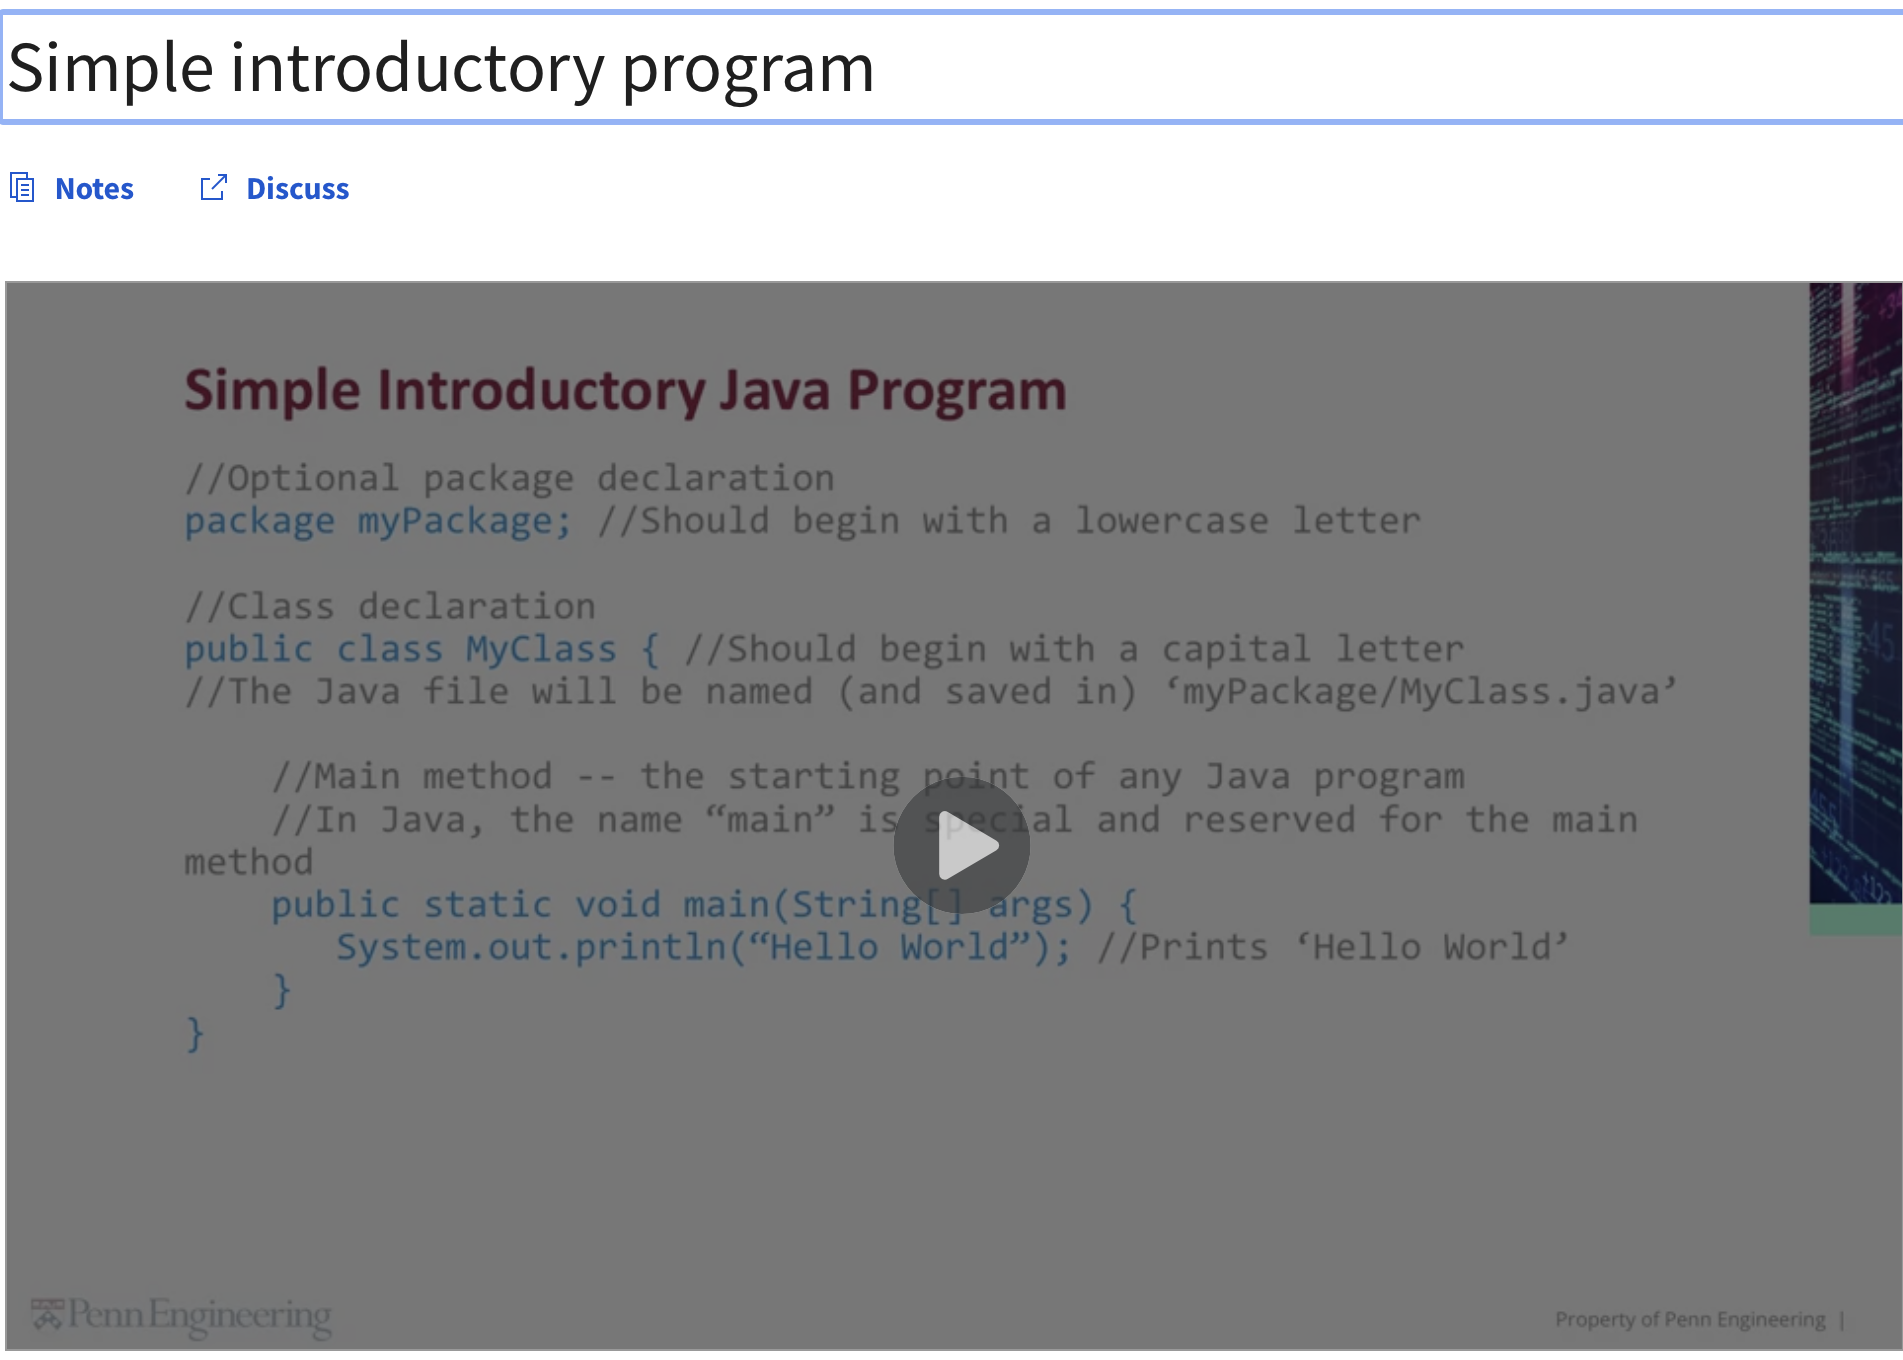 Simple introductory program
Notes
Discuss
Simple Introductory Java Program
//Optional package declaration
package myPackage; //Should begin with a lowercase letter
//Class declaration
public class MyClass { //Should begin with a capital letter
//The Java file will be named (and saved in) ‘myPackage/MyClass.java’
//Main method -- the starting point of any Java program
//In Java, the name “main” is special and reserved for the main
method
public static void main(String[] args) {
System.out.println(“Hello World”); //Prints ‘Hello World’
}
}
Penn Engineering
Property of Penn Engineering |